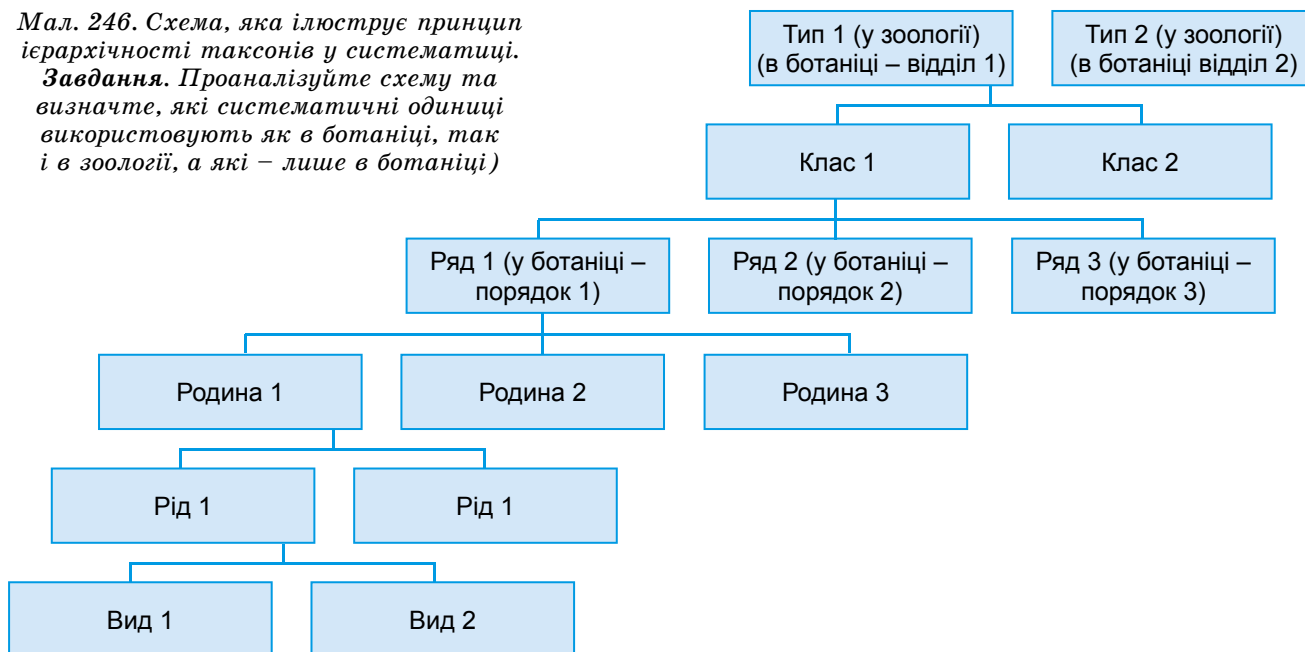 Мал. 246. Схема, яка ілюструє принцип
ієрархічності таксонів у систематиці.
Завдання. Проаналізуйте схему та
визначте, які систематичні одиниці
використовують як в ботаніці, так
і в зоології, а які – лише в ботаніці)
Тип 1 (у зоології)
(в ботаніці – відділ 1)
Тип 2 (у зоології)
(в ботаніці відділ 2)
Клас 1
Клас 2
Ряд 1 (у ботаніці –
порядок 1)
Ряд 2 (у ботаніці –
порядок 2)
Ряд 3 (у ботаніці –
порядок 3)
Родина 1
Родина 2
Родина 3
Рід 1
Рід 1
Вид 1
Вид 2